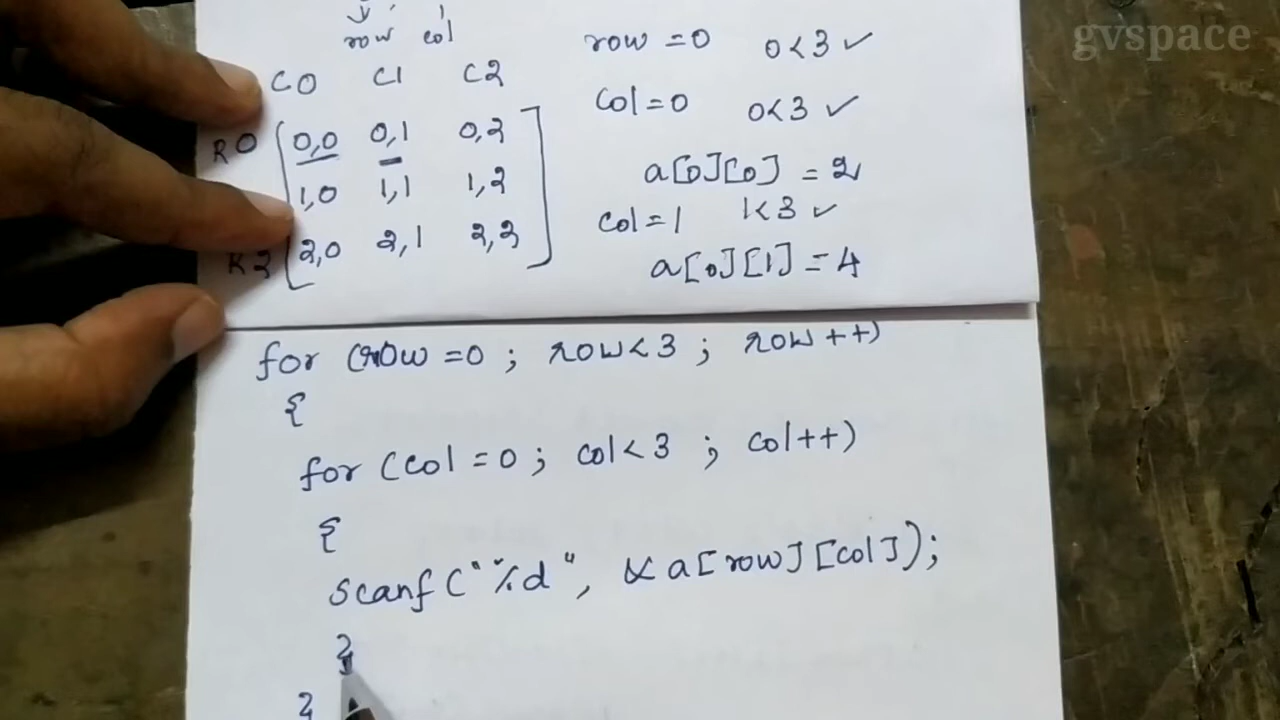 gvspace
row col
C0 C1 C2
R0 0,0 0,1 0,2
1,0 1,1 1,2
R2 2,0 2,1 2,2
row = 0 0 < 3 ✓
Col = 0 0 < 3 ✓
a[0][0] = 2
col = 1 1 < 3 ✓
a[0][1] = 4
for (row = 0 ; row < 3 ; row ++)
{
for (col = 0 ; col < 3 ; col ++)
{
scanf ("%d", & a[row][col]);
}
}